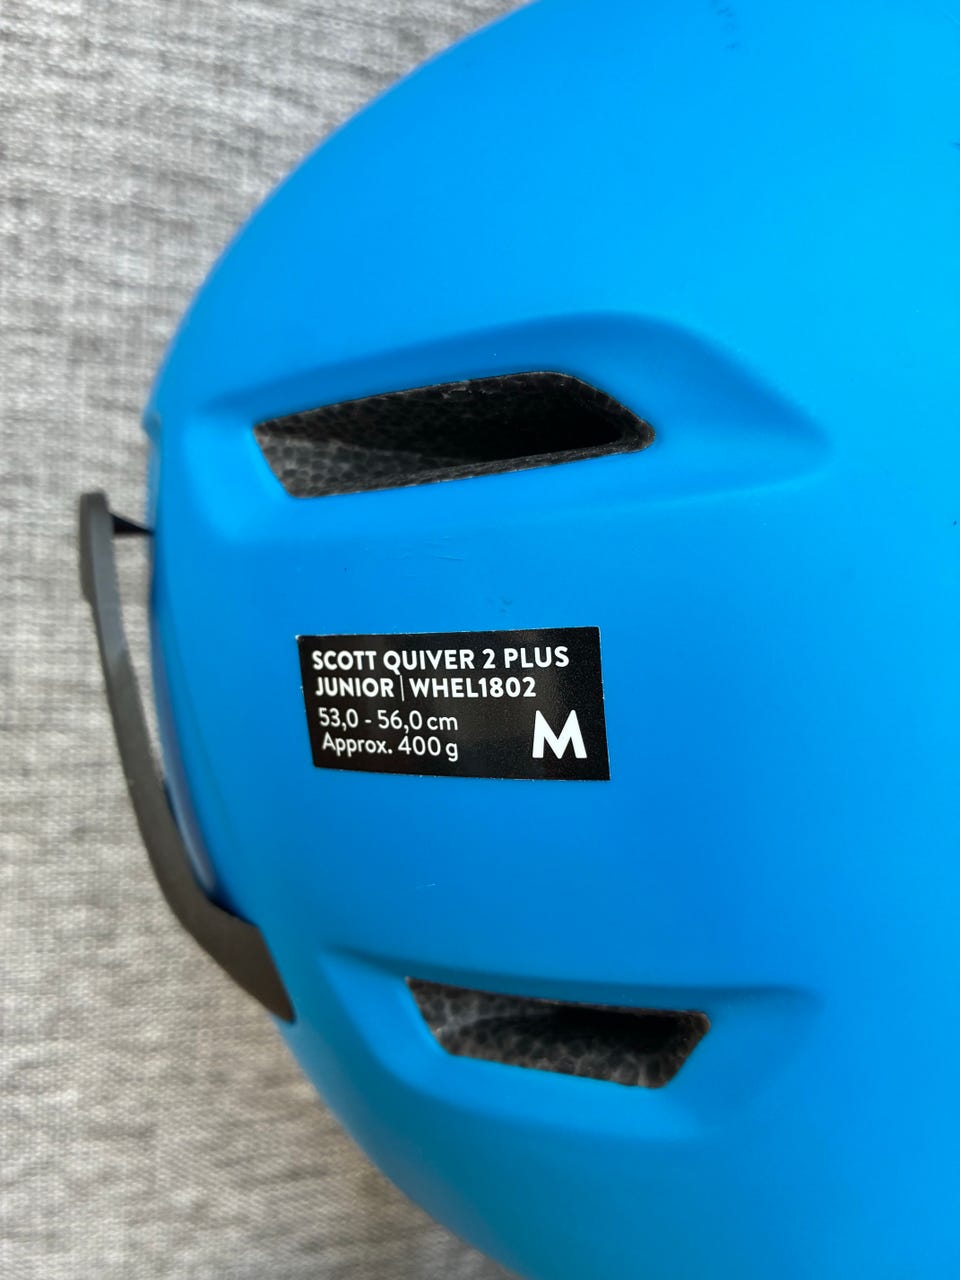 SCOTT QUIVER 2 PLUS
JUNIOR | WHEL1802
53,0 - 56,0 cm
Approx. 400 g
M